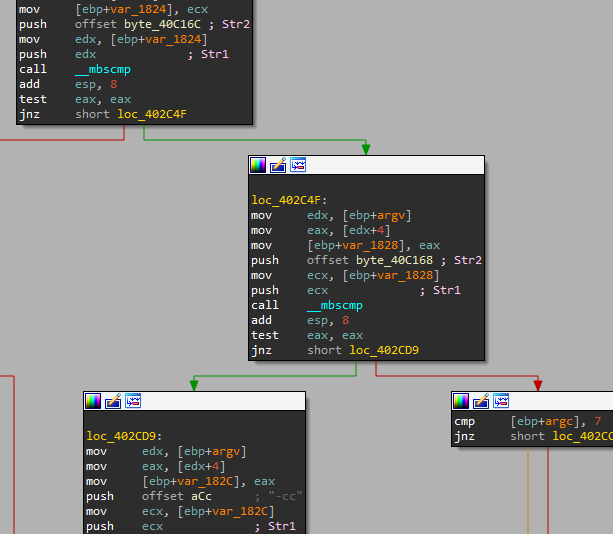 mov [ebp+var_1824], ecx
push offset byte_40C16C ; Str2
mov edx, [ebp+var_1824]
push edx ; Str1
call __mbscmp
add esp, 8
test eax, eax
jnz short loc_402C4F
loc_402C4F:
mov edx, [ebp+argv]
mov eax, [edx+4]
mov [ebp+var_1828], eax
push offset byte_40C168 ; Str2
mov ecx, [ebp+var_1828]
push ecx ; Str1
call __mbscmp
add esp, 8
test eax, eax
jnz short loc_402CD9
loc_402CD9:
mov edx, [ebp+argv]
mov eax, [edx+4]
mov [ebp+var_182C], eax
push offset aCc ; "-cc"
mov ecx, [ebp+var_182C]
push ecx ; Str1
cmp [ebp+argc], 7
jnz short